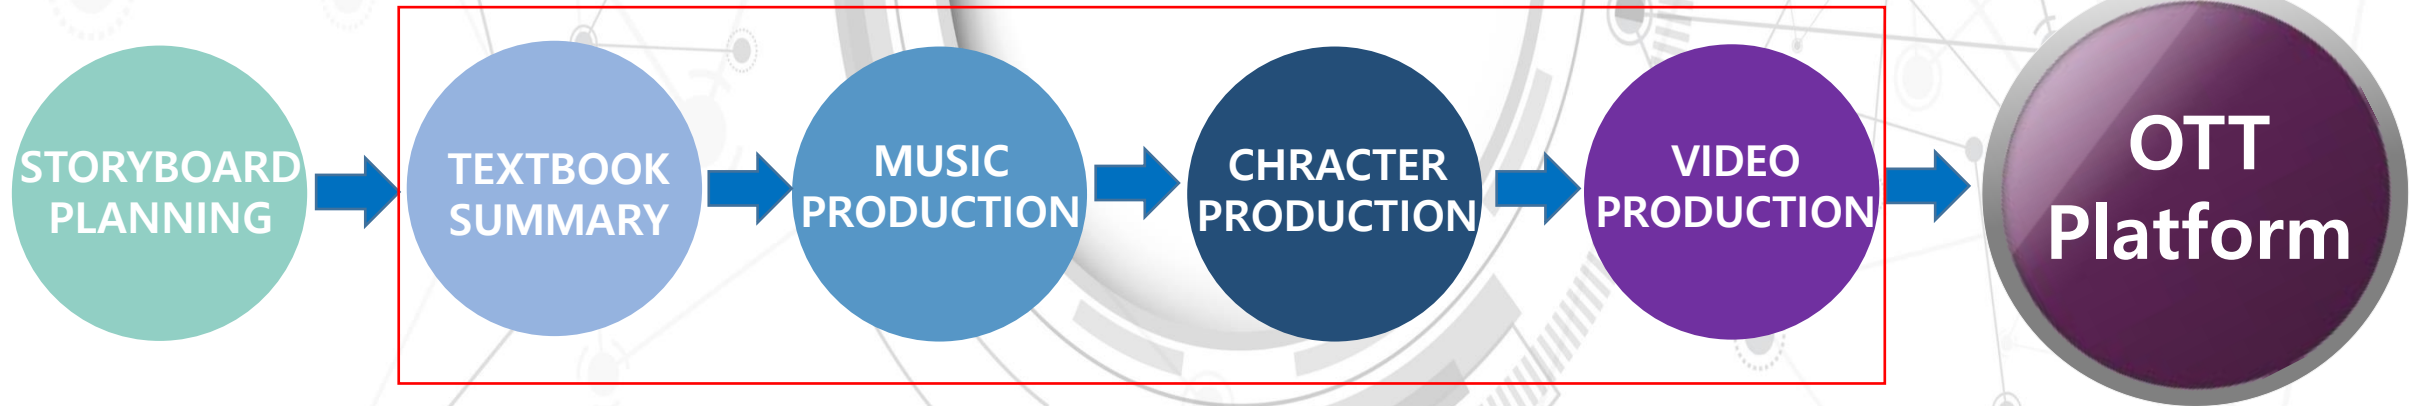 STORYBOARD
PLANNING
TEXTBOOK
SUMMARY
MUSIC
PRODUCTION
CHRACTER
PRODUCTION
VIDEO
PRODUCTION
OTT
Platform